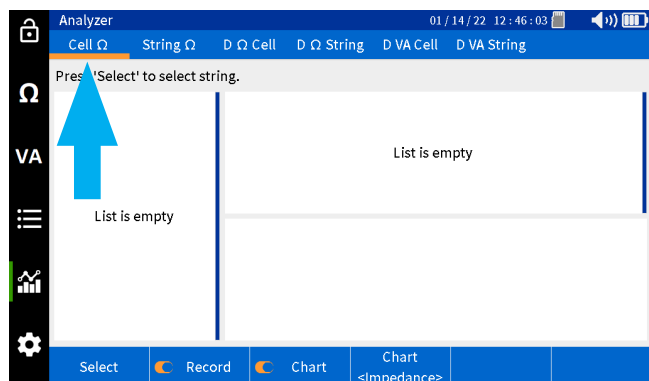 Analyzer
01/14/22 12:46:03
Cell Ω
String Ω
D Ω Cell
D Ω String
D VA Cell
D VA String
Press 'Select' to select string.
Ω
VA
List is empty
List is empty
Select
Record
Chart
Chart
<Impedance>